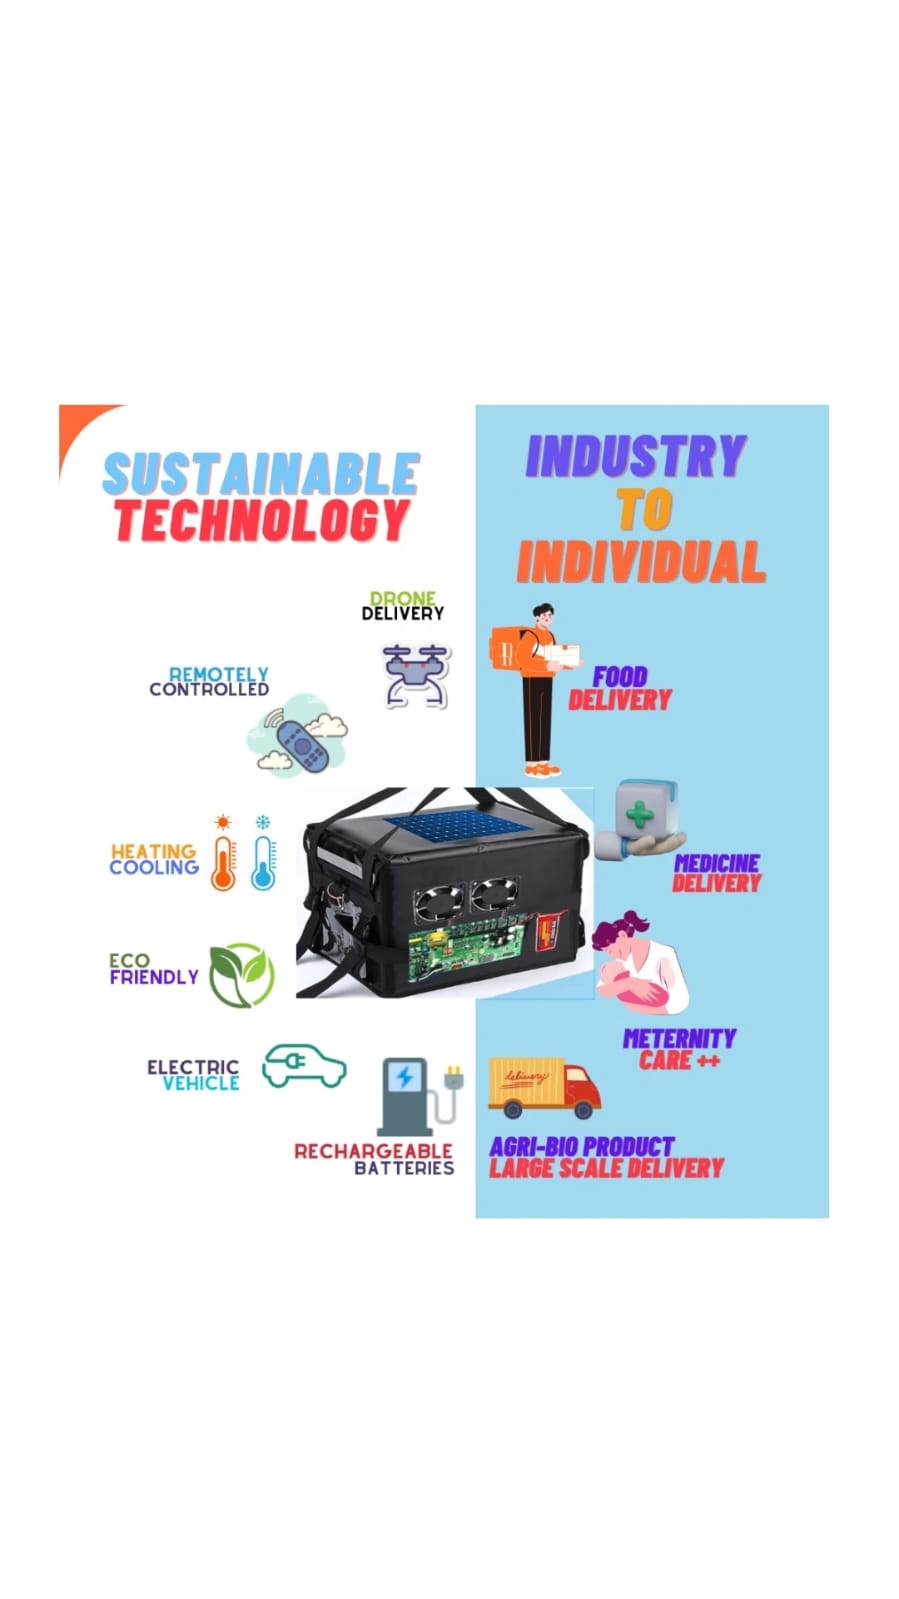 SUSTAINABLE
TECHNOLOGY
DRONE
DELIVERY
REMOTELY
CONTROLLED
HEATING
COOLING
ECO
FRIENDLY
ELECTRIC
VEHICLE
RECHARGEABLE
BATTERIES
INDUSTRY
TO
INDIVIDUAL
FOOD
DELIVERY
MEDICINE
DELIVERY
METERNITY
CARE ++
delivery
AGRI-BIO PRODUCT
LARGE SCALE DELIVERY